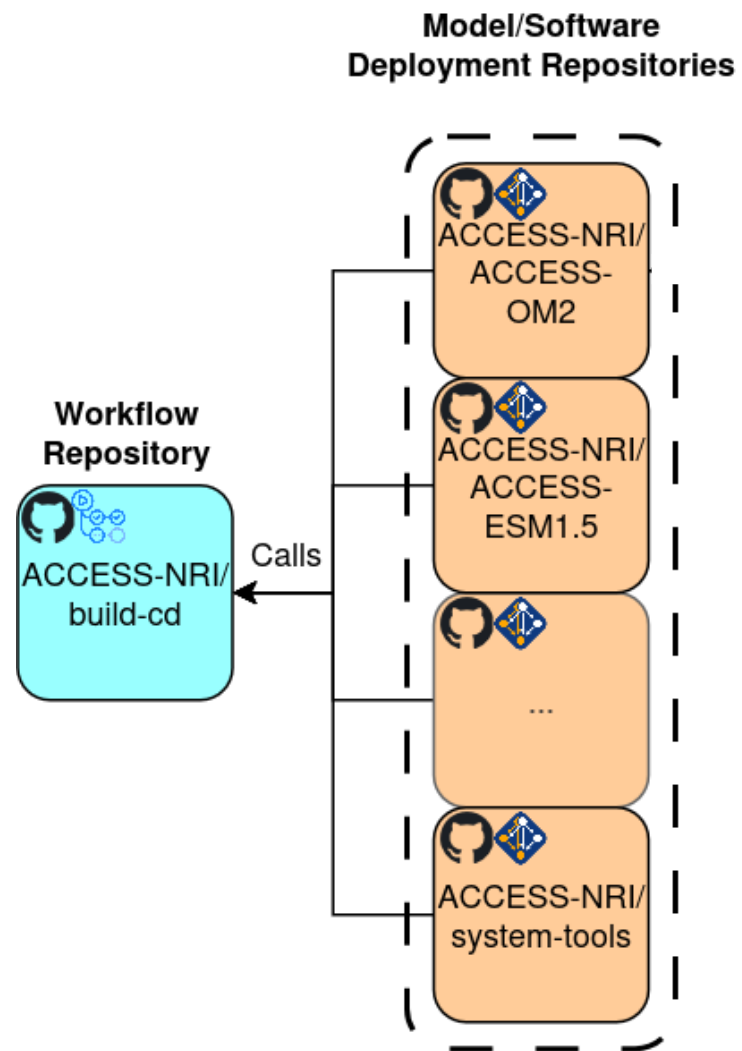 Model/Software
Deployment Repositories
ACCESS-NRI/
ACCESS-
OM2
ACCESS-NRI/
ACCESS-
ESM1.5
Workflow
Repository
ACCESS-NRI/
build-cd
Calls
...
ACCESS-NRI/
system-tools